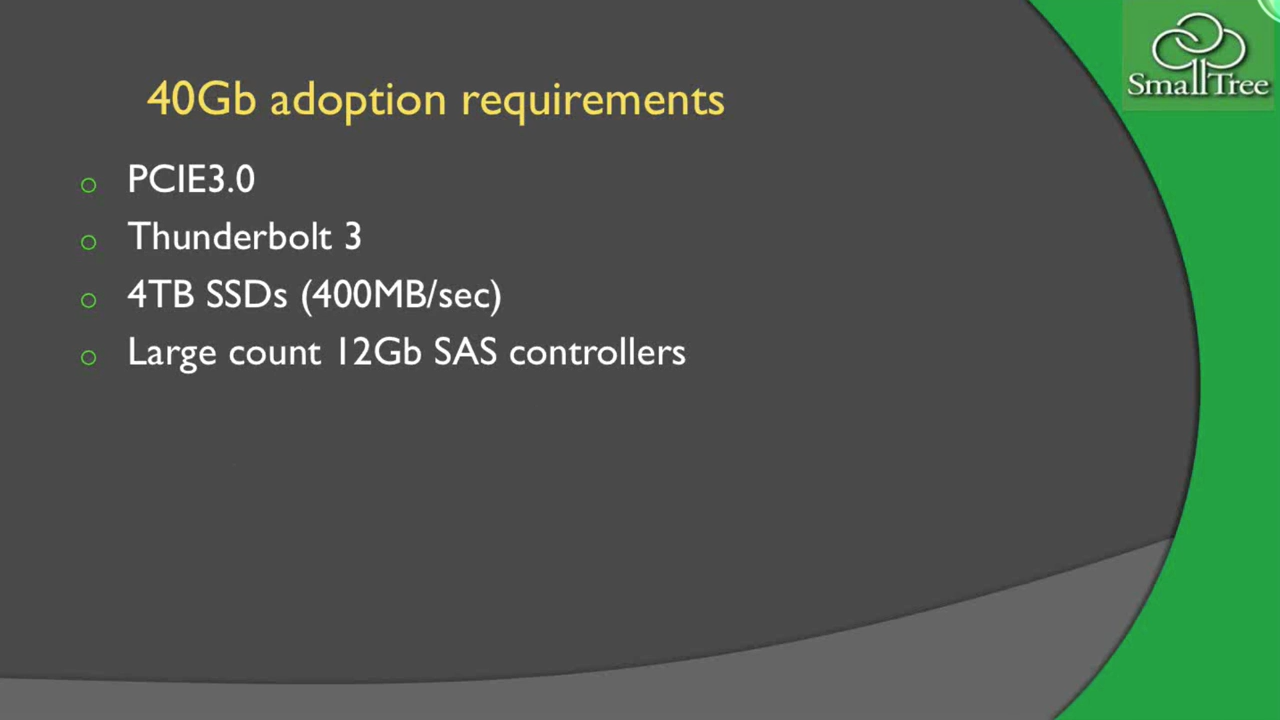 SmallTree
40Gb adoption requirements
PCIE3.0
Thunderbolt 3
4TB SSDs (400MB/sec)
Large count 12Gb SAS controllers